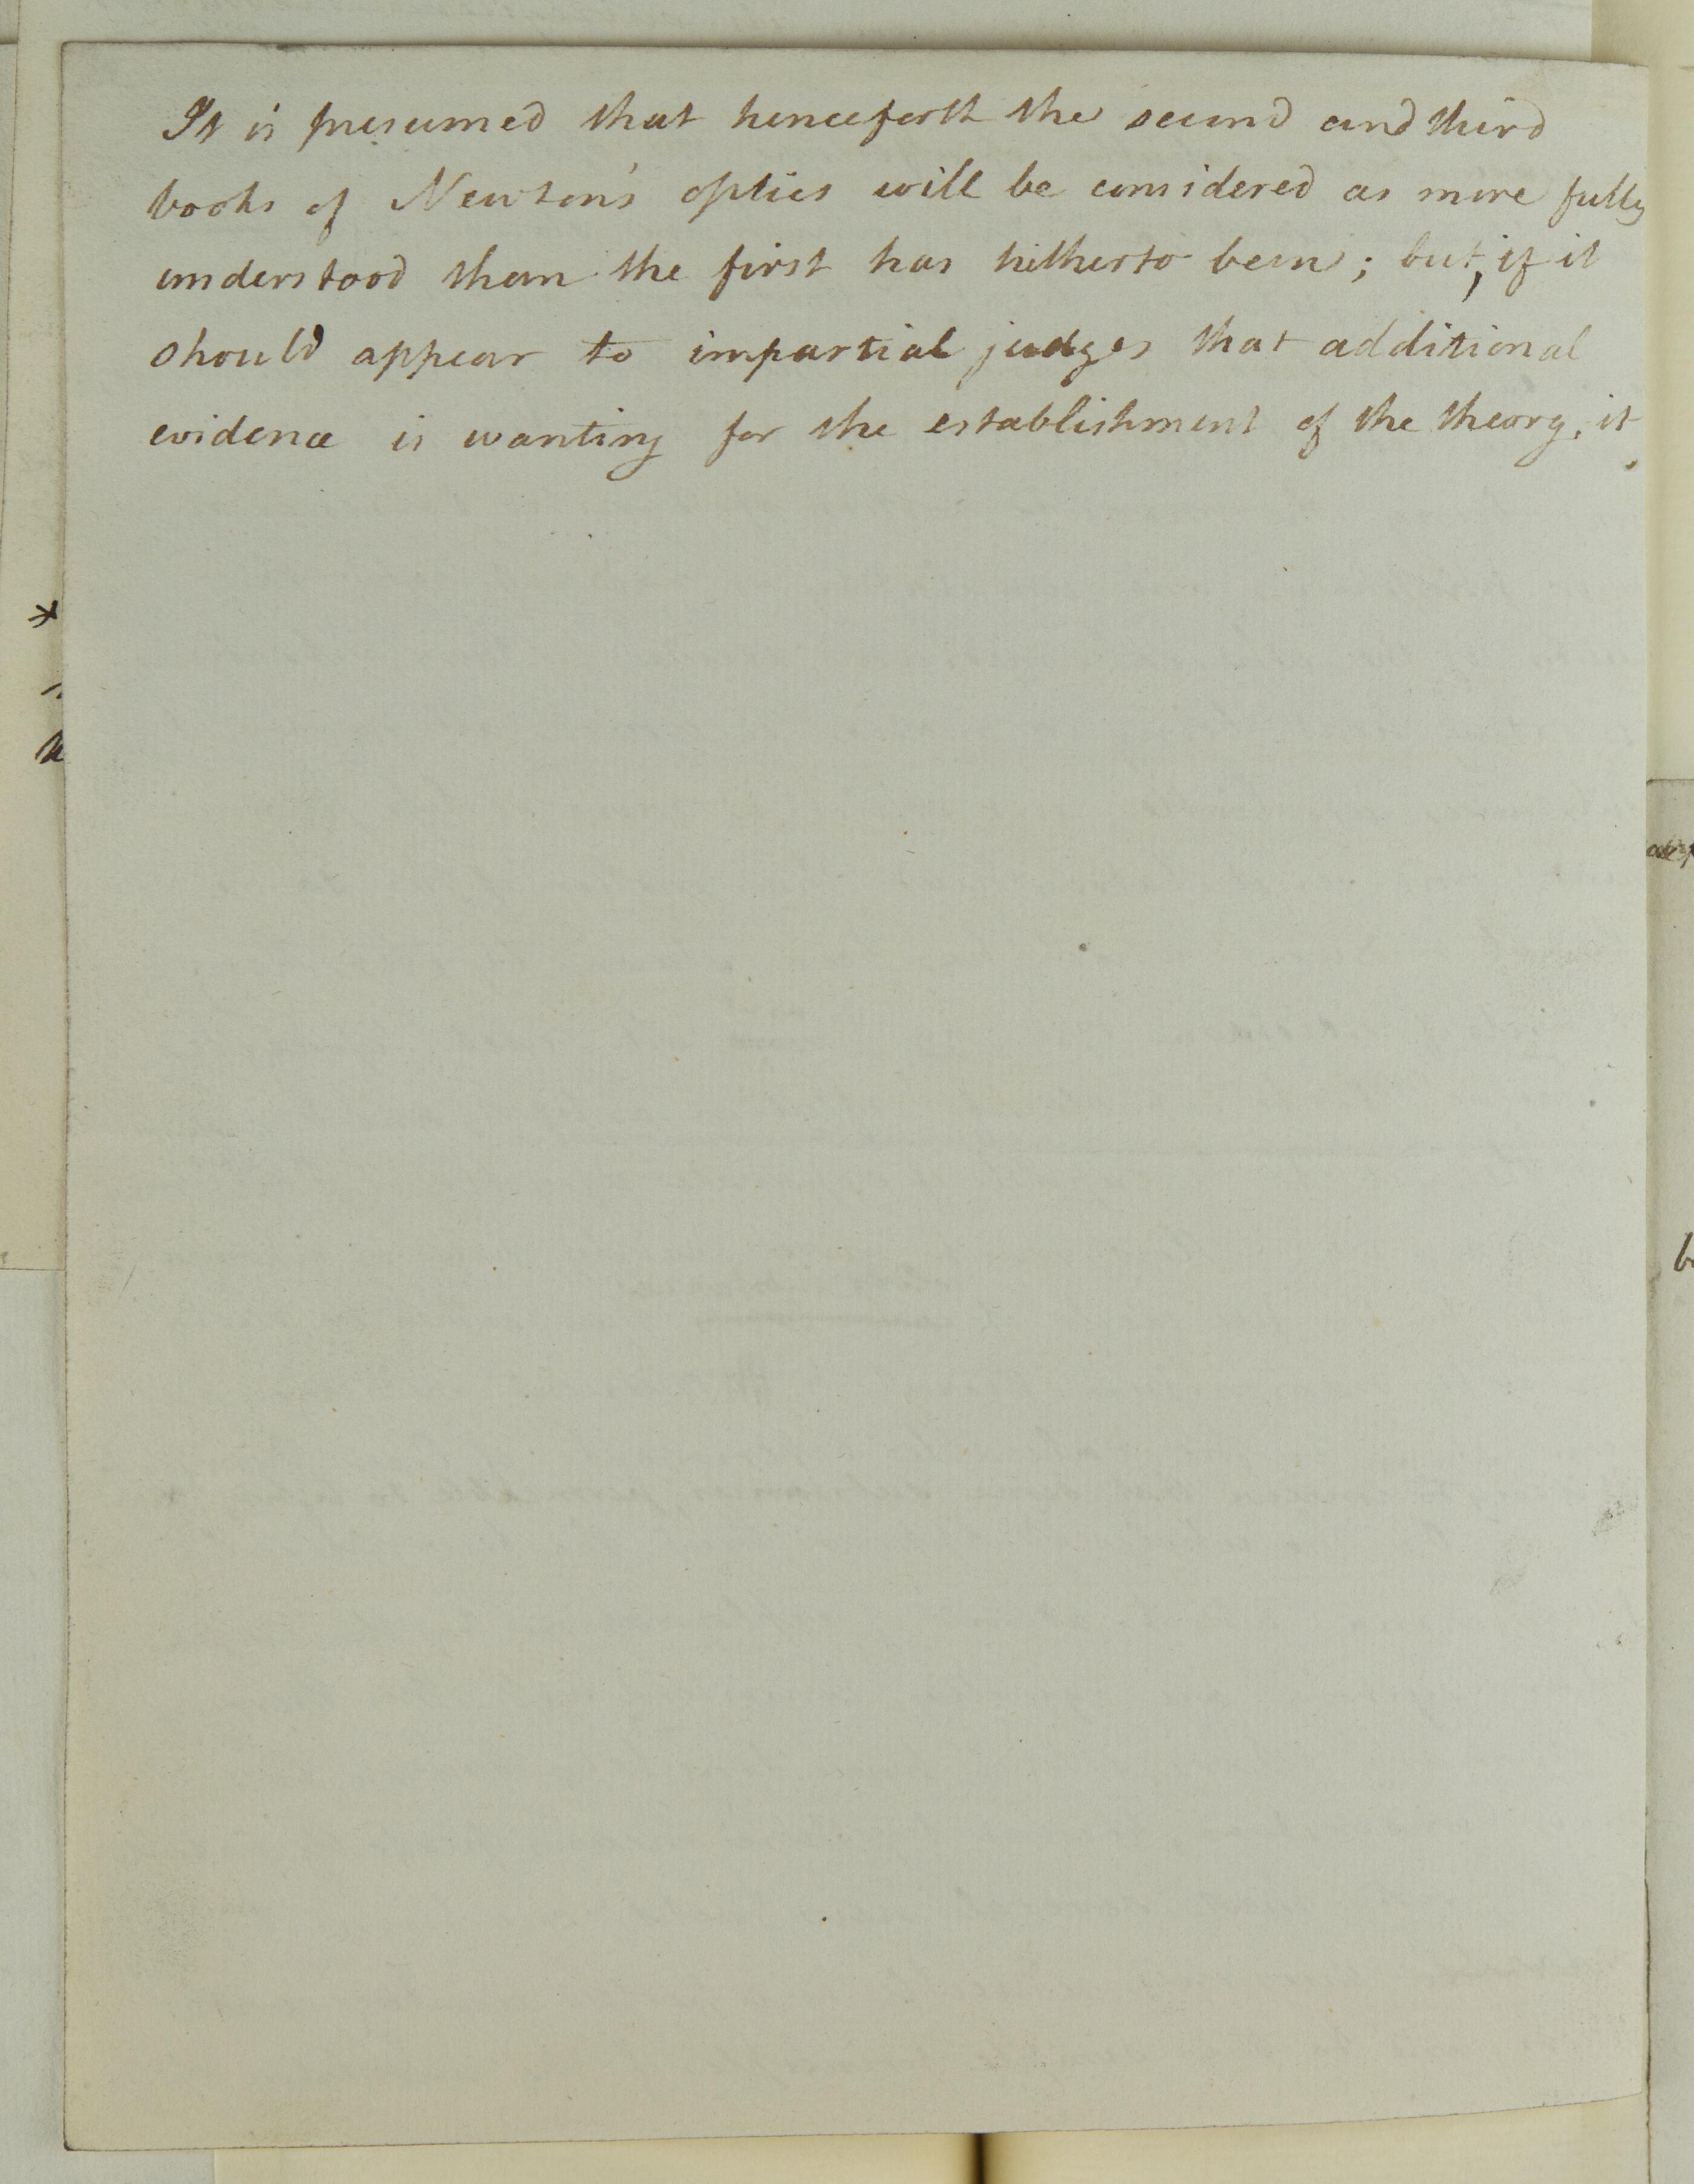 It is presumed that henceforth the second and third
books of Newton's optics will be considered as more fully
understood than the first has hitherto been; but, if it
should appear to impartial judges that additional
evidence is wanting for the establishment of the theory, it